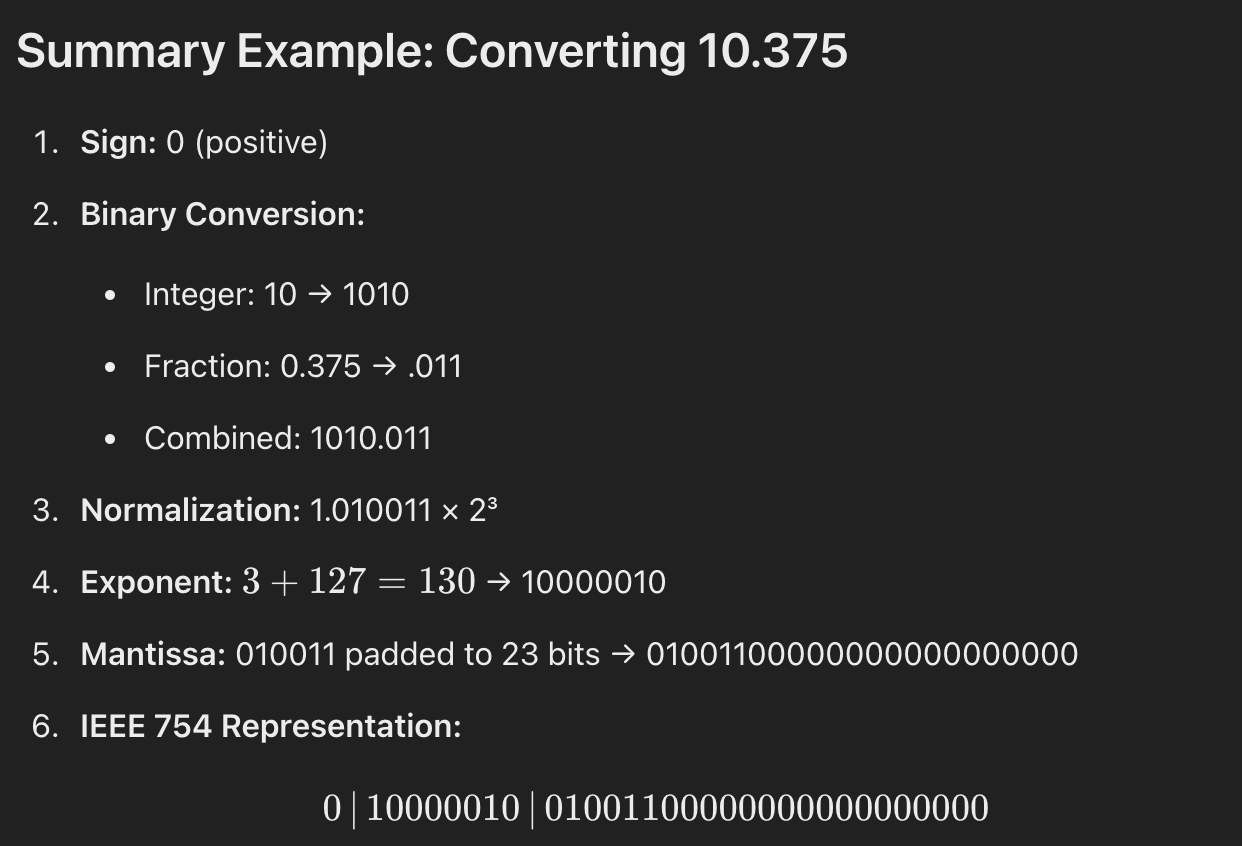 Summary Example: Converting 10.375
1. Sign: 0 (positive)
2. Binary Conversion:
• Integer: 10 → 1010
• Fraction: 0.375 → .011
• Combined: 1010.011
3. Normalization: 1.010011 × 2³
4. Exponent: 3 + 127 = 130 → 10000010
5. Mantissa: 010011 padded to 23 bits → 01001100000000000000000
6. IEEE 754 Representation:
0 | 10000010 | 01001100000000000000000